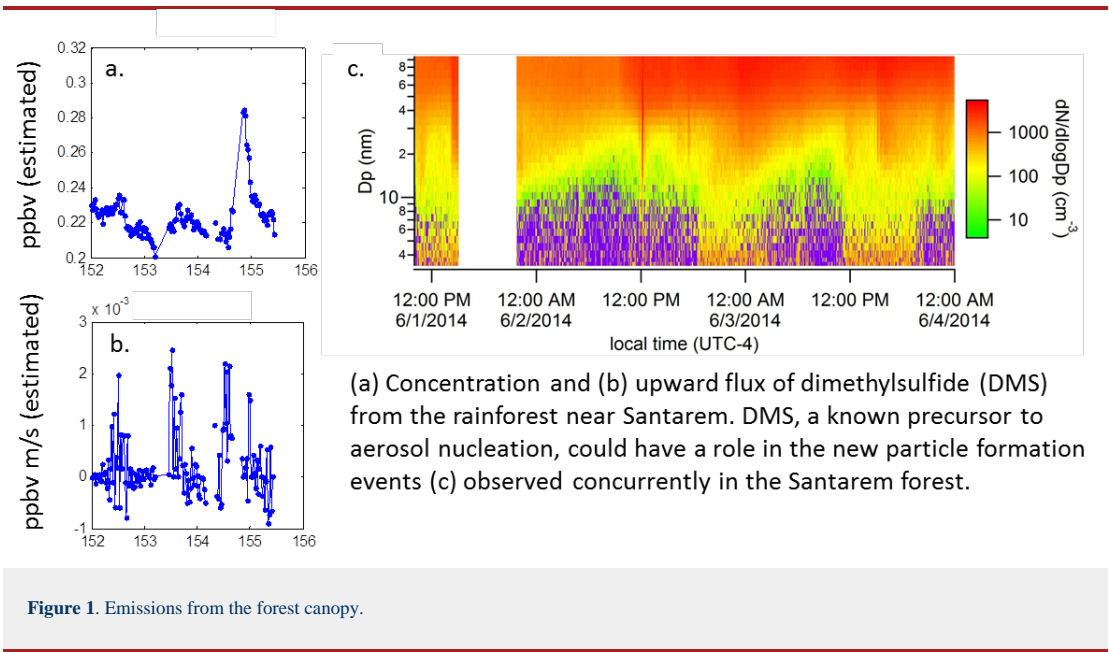 a.
ppbv (estimated)
0.32
0.3
0.28
0.26
0.24
0.22
0.2
152 153 154 155 156
b.
ppbv m/s (estimated)
x 10^-3
3
2
1
0
-1
152 153 154 155 156
c.
Dp (nm)
8
6
4
2
10
8
6
4
12:00 PM 12:00 AM 12:00 PM 12:00 AM 12:00 PM 12:00 AM
6/1/2014 6/2/2014 6/3/2014 6/4/2014
local time (UTC-4)
1000
100
10
dN/dlogDp (cm^-3)
(a) Concentration and (b) upward flux of dimethylsulfide (DMS)
from the rainforest near Santarem. DMS, a known precursor to
aerosol nucleation, could have a role in the new particle formation
events (c) observed concurrently in the Santarem forest.
Figure 1. Emissions from the forest canopy.